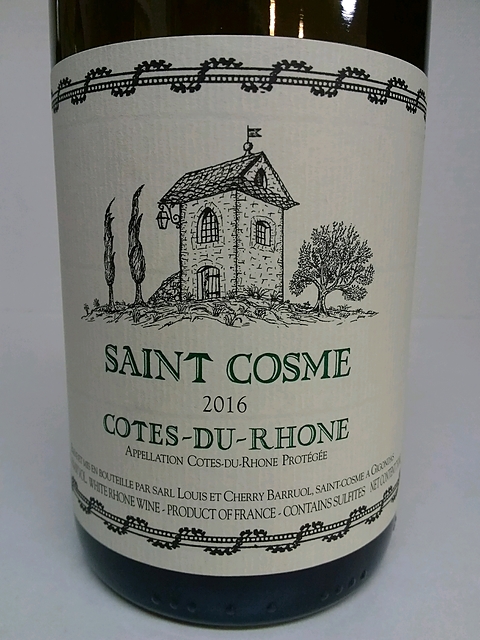 SAINT COSME
2016
COTES-DU-RHONE
APPELLATION COTES-DU-RHONE PROTÉGÉE
MIS EN BOUTEILLE PAR SARL LOUIS ET CHERRY BARRUOL, SAINT-COSME A GIGONDAS
WHITE RHONE WINE - PRODUCT OF FRANCE - CONTAINS SULFITES NET